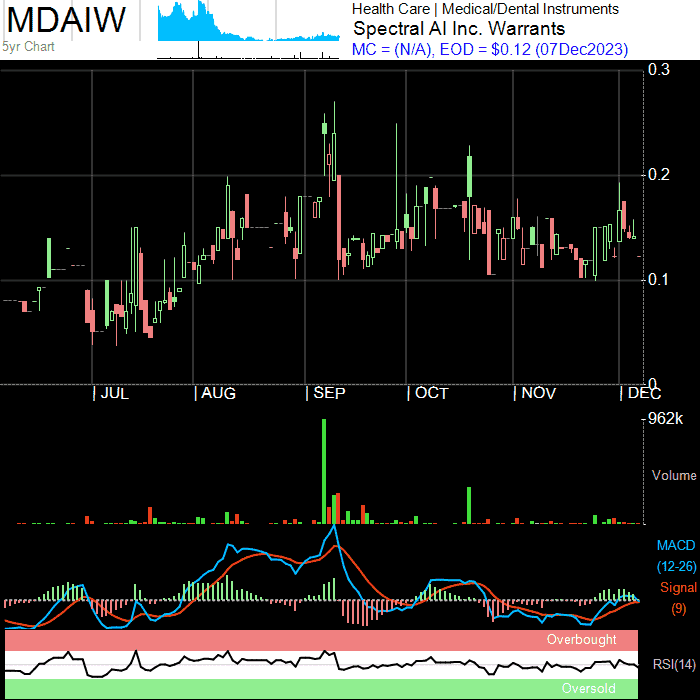 MDAIW
5yr Chart
Health Care | Medical/Dental Instruments
Spectral AI Inc. Warrants
MC = (N/A), EOD = $0.12 (07Dec2023)
0.3
0.2
0.1
0
| JUL | AUG | SEP | OCT | NOV | DEC
962k
Volume
MACD
(12-26)
Signal
(9)
Overbought
RSI(14)
Oversold